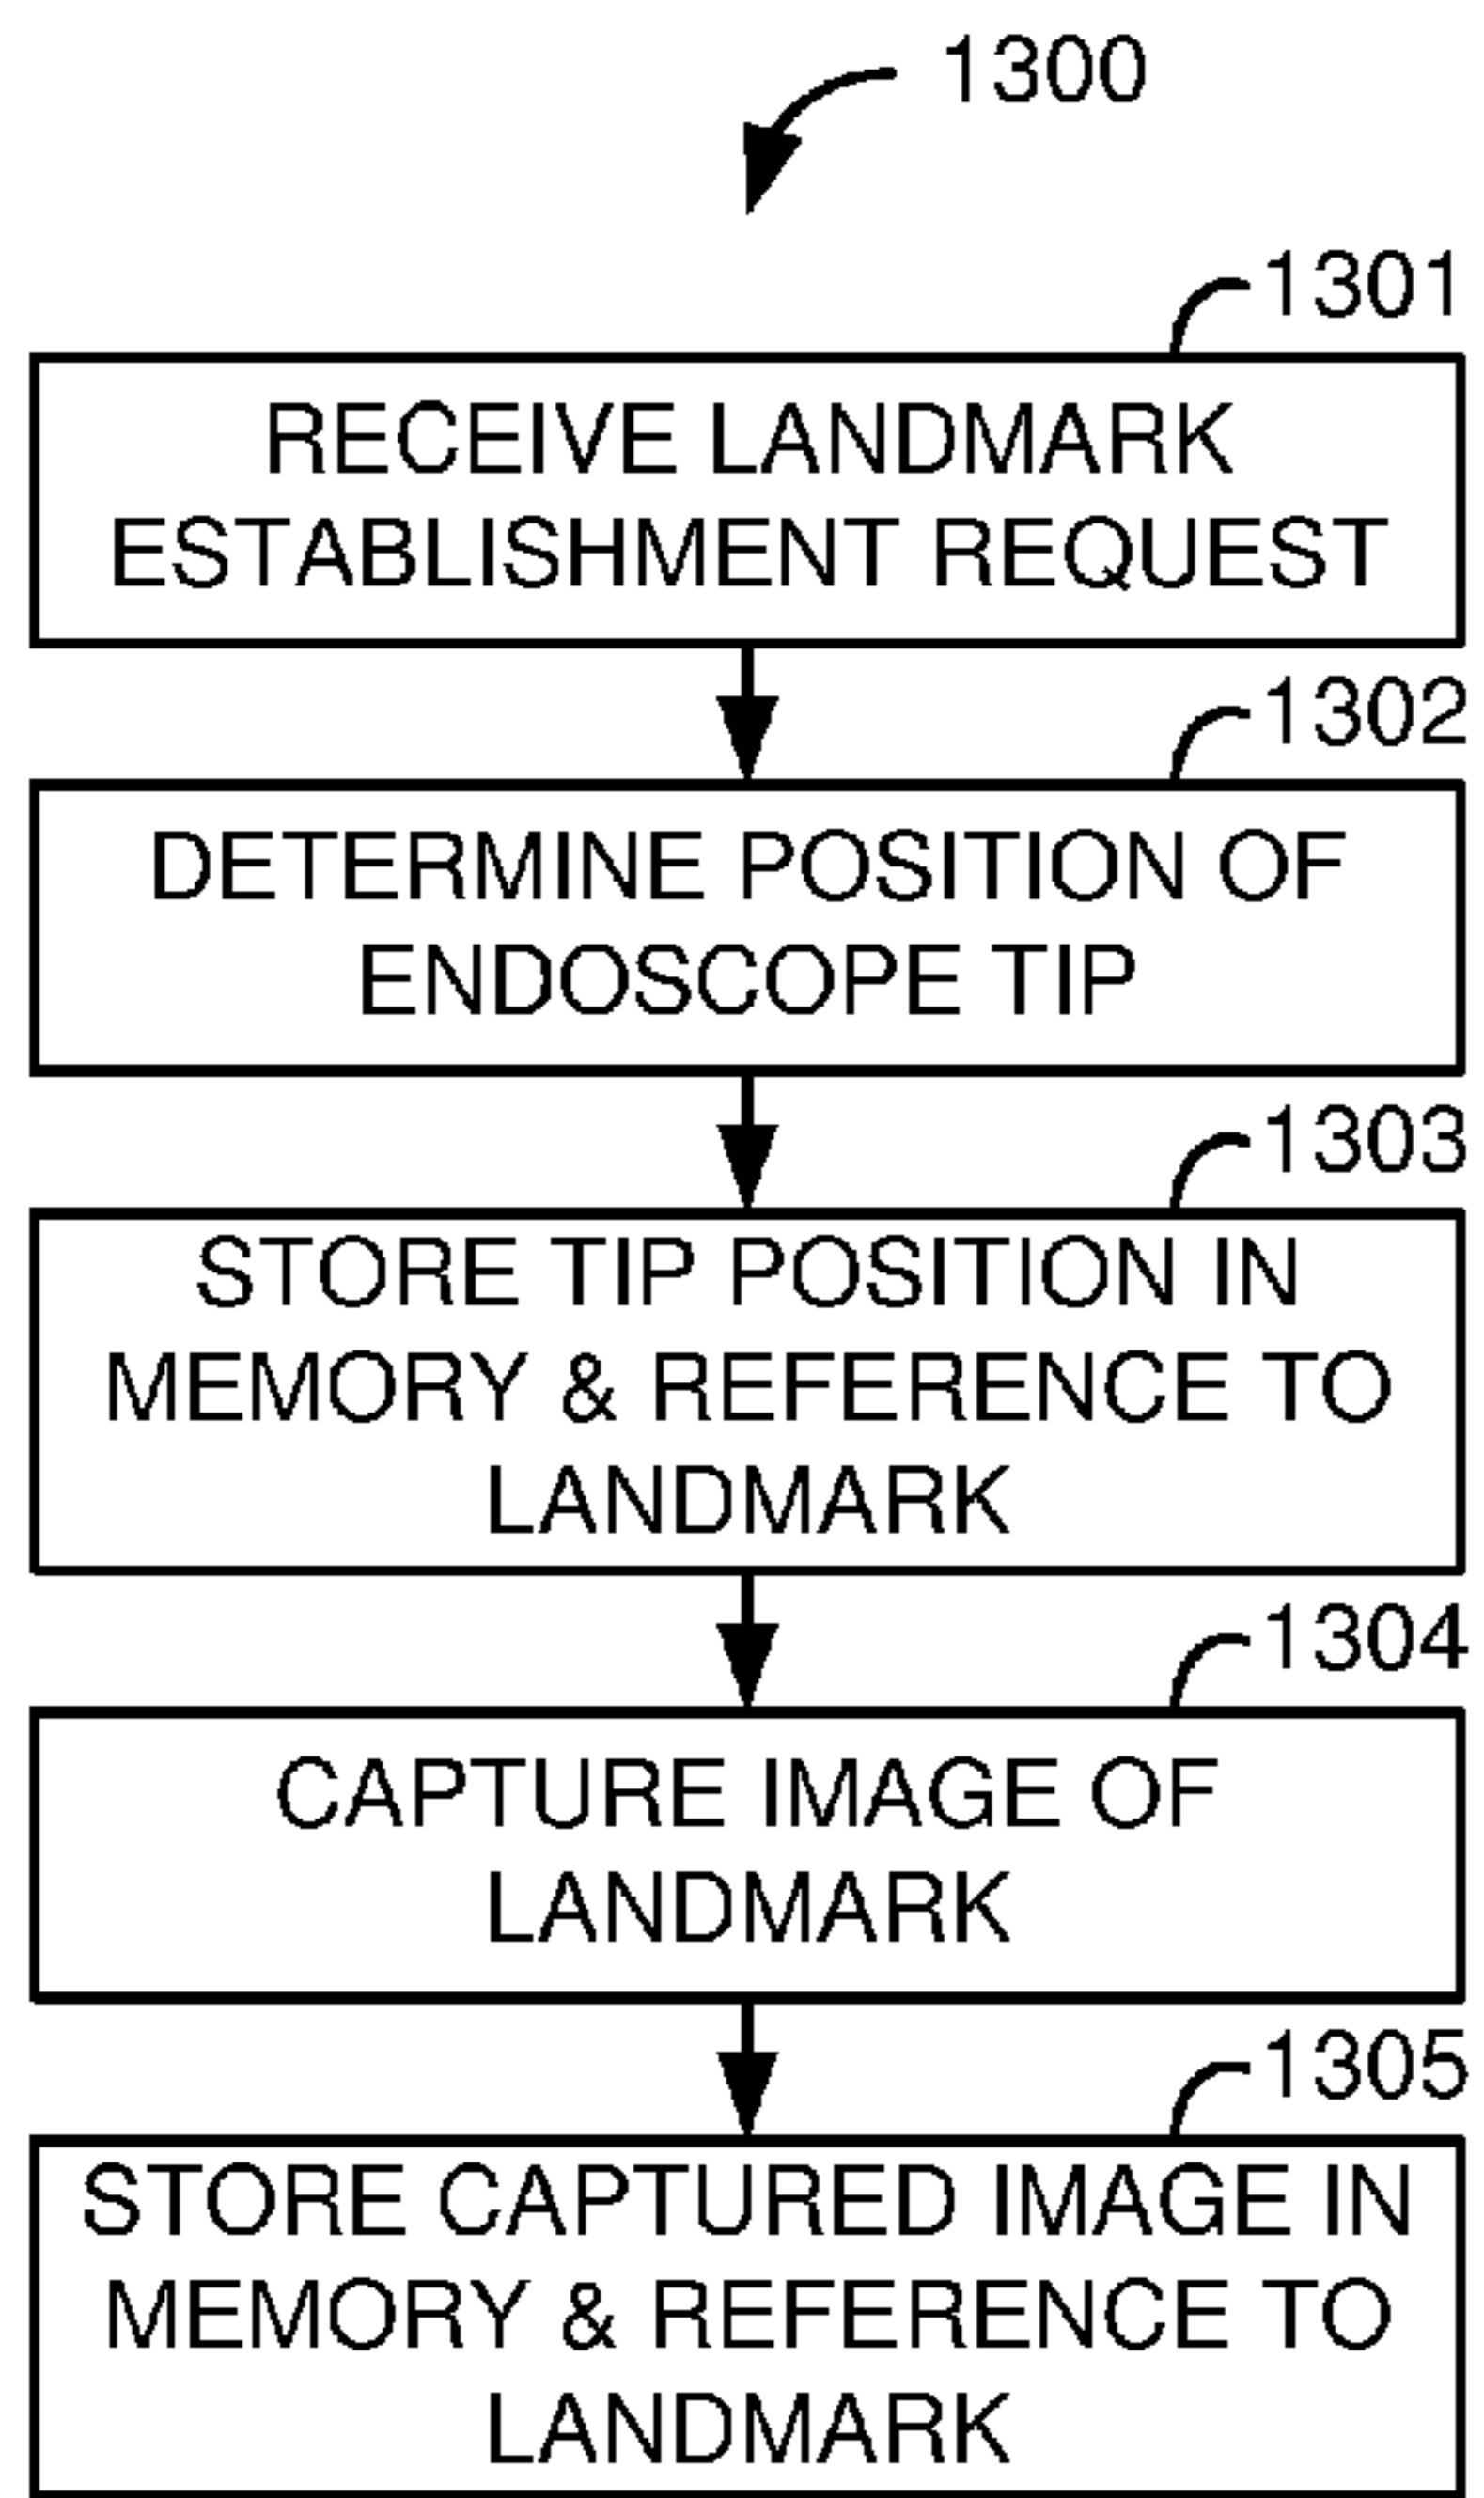 1300
1301
RECEIVE LANDMARK
ESTABLISHMENT REQUEST
1302
DETERMINE POSITION OF
ENDOSCOPE TIP
1303
STORE TIP POSITION IN
MEMORY & REFERENCE TO
LANDMARK
1304
CAPTURE IMAGE OF
LANDMARK
1305
STORE CAPTURED IMAGE IN
MEMORY & REFERENCE TO
LANDMARK